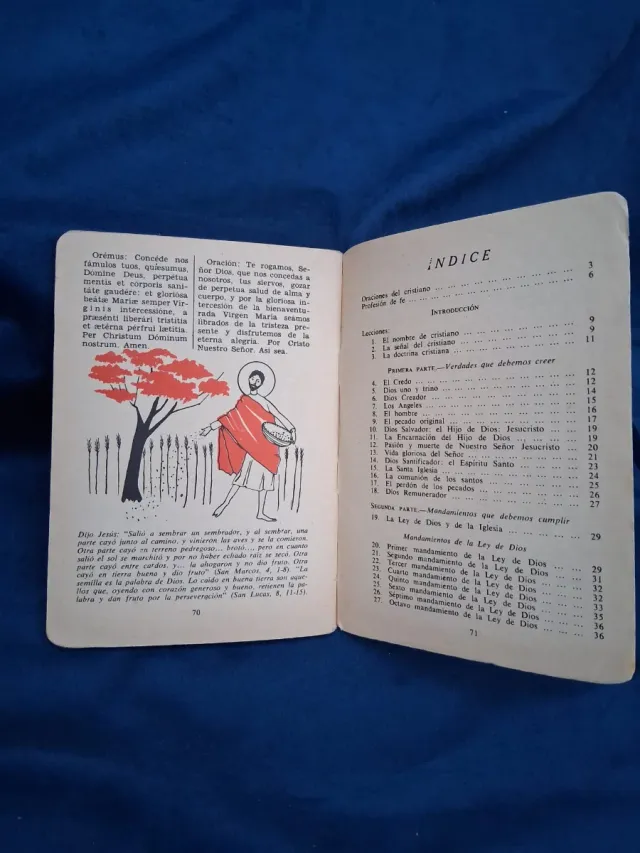 Orémus: Concéde nos
fámulos tuos, quiésumus,
Domine Deus, perpétua
mentis et córporis sani-
táte gaudére: et gloriósa
beátæ Mariæ semper Vír-
ginis intercessióne, a
præsénti liberári tristítia
et ætérna pérfrui lætítia.
Per Christum Dóminum
nostrum. Amen.
Oración: Te rogamos, Se-
ñor Dios, que nos concedas a
nosotros, tus siervos, gozar
de perpetua salud de alma y
cuerpo, y por la gloriosa in-
tercesión de la bienaventu-
rada Virgen María seamos
librados de la tristeza pre-
sente y disfrutemos de la
eterna alegría. Por Cristo
Nuestro Señor. Así sea.
Dijo Jesús: "Salió a sembrar un sembrador, y al sembrar, una
parte cayó junto al camino, y vinieron las aves y se la comieron.
Otra parte cayó en terreno pedregoso... brotó..., pero en cuanto
salió el sol se marchitó y por no haber echado raíz se secó. Otra
parte cayó entre cardos, y... la ahogaron y no dio fruto. Otra
cayó en tierra buena y dio fruto" (San Marcos, 4, 1-8). "La
semilla es la palabra de Dios. Lo caído en buena tierra son aque-
llos que, oyendo con corazón generoso y bueno, retienen la pa-
labra y dan fruto por la perseveración" (San Lucas, 8, 11-15).
70
ÍNDICE
Oraciones del cristiano ... 3
Profesión de fe ... 6
INTRODUCCIÓN
Lecciones:
1. El nombre de cristiano ... 9
2. La señal del cristiano ... 9
3. La doctrina cristiana ... 11
PRIMERA PARTE.—Verdades que debemos creer
4. El Credo ... 12
5. Dios uno y trino ... 12
6. Dios Creador ... 14
7. Los Angeles ... 15
8. El hombre ... 16
9. El pecado original ... 17
10. Dios Salvador: el Hijo de Dios: Jesucristo ... 19
11. La Encarnación del Hijo de Dios ... 19
12. Pasión y muerte de Nuestro Señor Jesucristo ... 20
13. Vida gloriosa del Señor ... 21
14. Dios Santificador: el Espíritu Santo ... 23
15. La Santa Iglesia ... 24
16. La comunión de los santos ... 25
17. El perdón de los pecados ... 26
18. Dios Remunerador ... 27
SEGUNDA PARTE.—Mandamientos que debemos cumplir
19. La Ley de Dios y de la Iglesia ... 29
Mandamientos de la Ley de Dios
20. Primer mandamiento de la Ley de Dios ... 29
21. Segundo mandamiento de la Ley de Dios ... 31
22. Tercer mandamiento de la Ley de Dios ... 32
23. Cuarto mandamiento de la Ley de Dios ... 32
24. Quinto mandamiento de la Ley de Dios ... 33
25. Sexto mandamiento de la Ley de Dios ... 35
26. Séptimo mandamiento de la Ley de Dios ... 36
27. Octavo mandamiento de la Ley de Dios ... 36
71